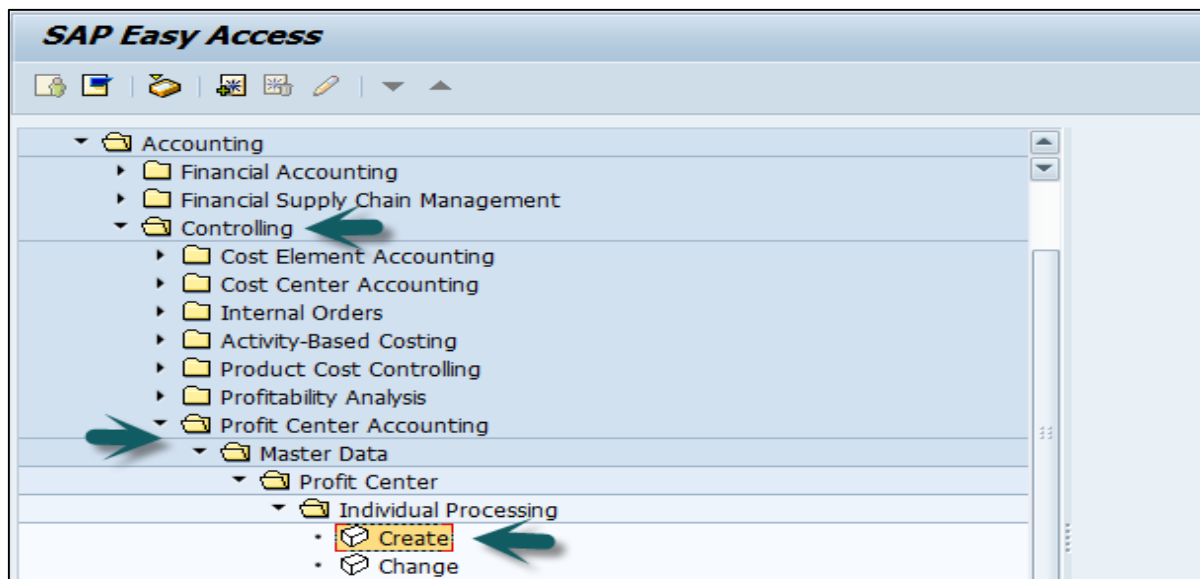 SAP Easy Access
Accounting
Financial Accounting
Financial Supply Chain Management
Controlling
Cost Element Accounting
Cost Center Accounting
Internal Orders
Activity-Based Costing
Product Cost Controlling
Profitability Analysis
Profit Center Accounting
Master Data
Profit Center
Individual Processing
Create
Change